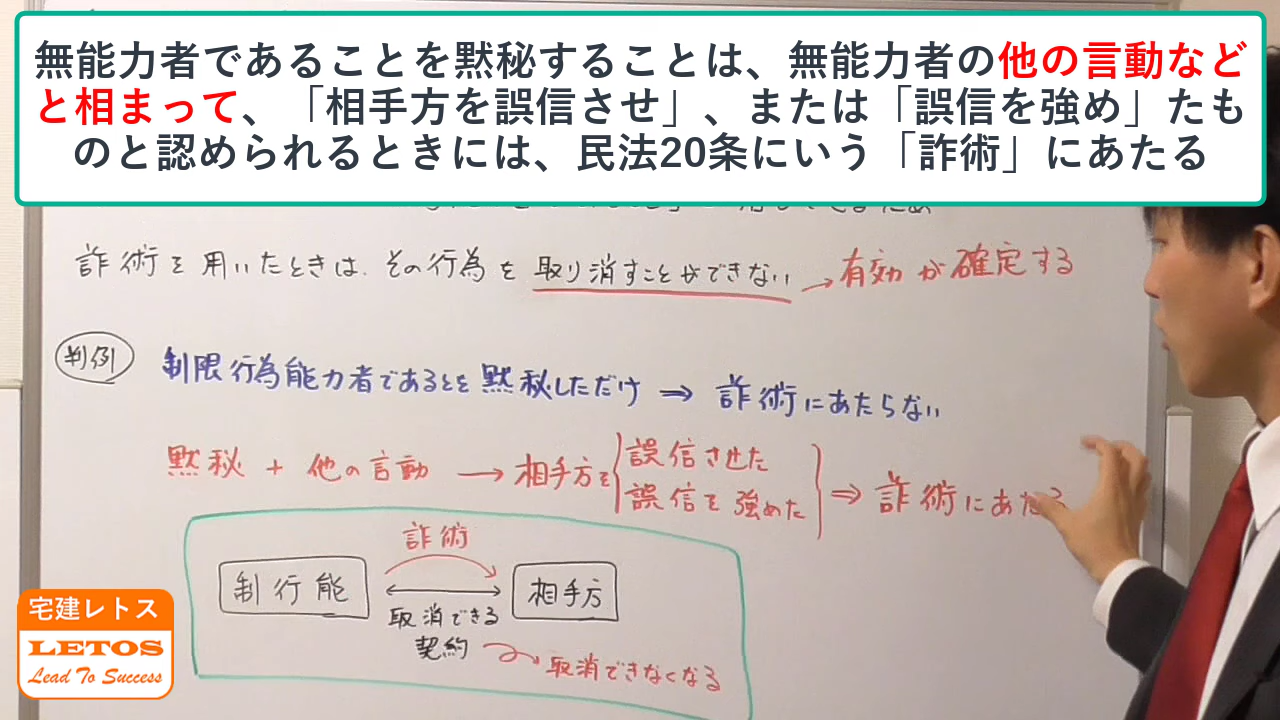 無能力者であることを黙秘することは、無能力者の他の言動など
と相まって、「相手方を誤信させ」、または「誤信を強め」たも
のと認められるときには、民法20条にいう「詐術」にあたる
詐術を用いたときは、その行為を取り消すことができない → 有効が確定する
判例 制限行為能力者であることを黙秘しただけ ⇒ 詐術にあたらない
黙秘 + 他の言動 → 相手方を
誤信させた
誤信を強めた
⇒ 詐術にあたる
詐術
制行能
相手方
取消できる
契約
取消できなくなる
宅建レトス
LETOS
Lead To Success